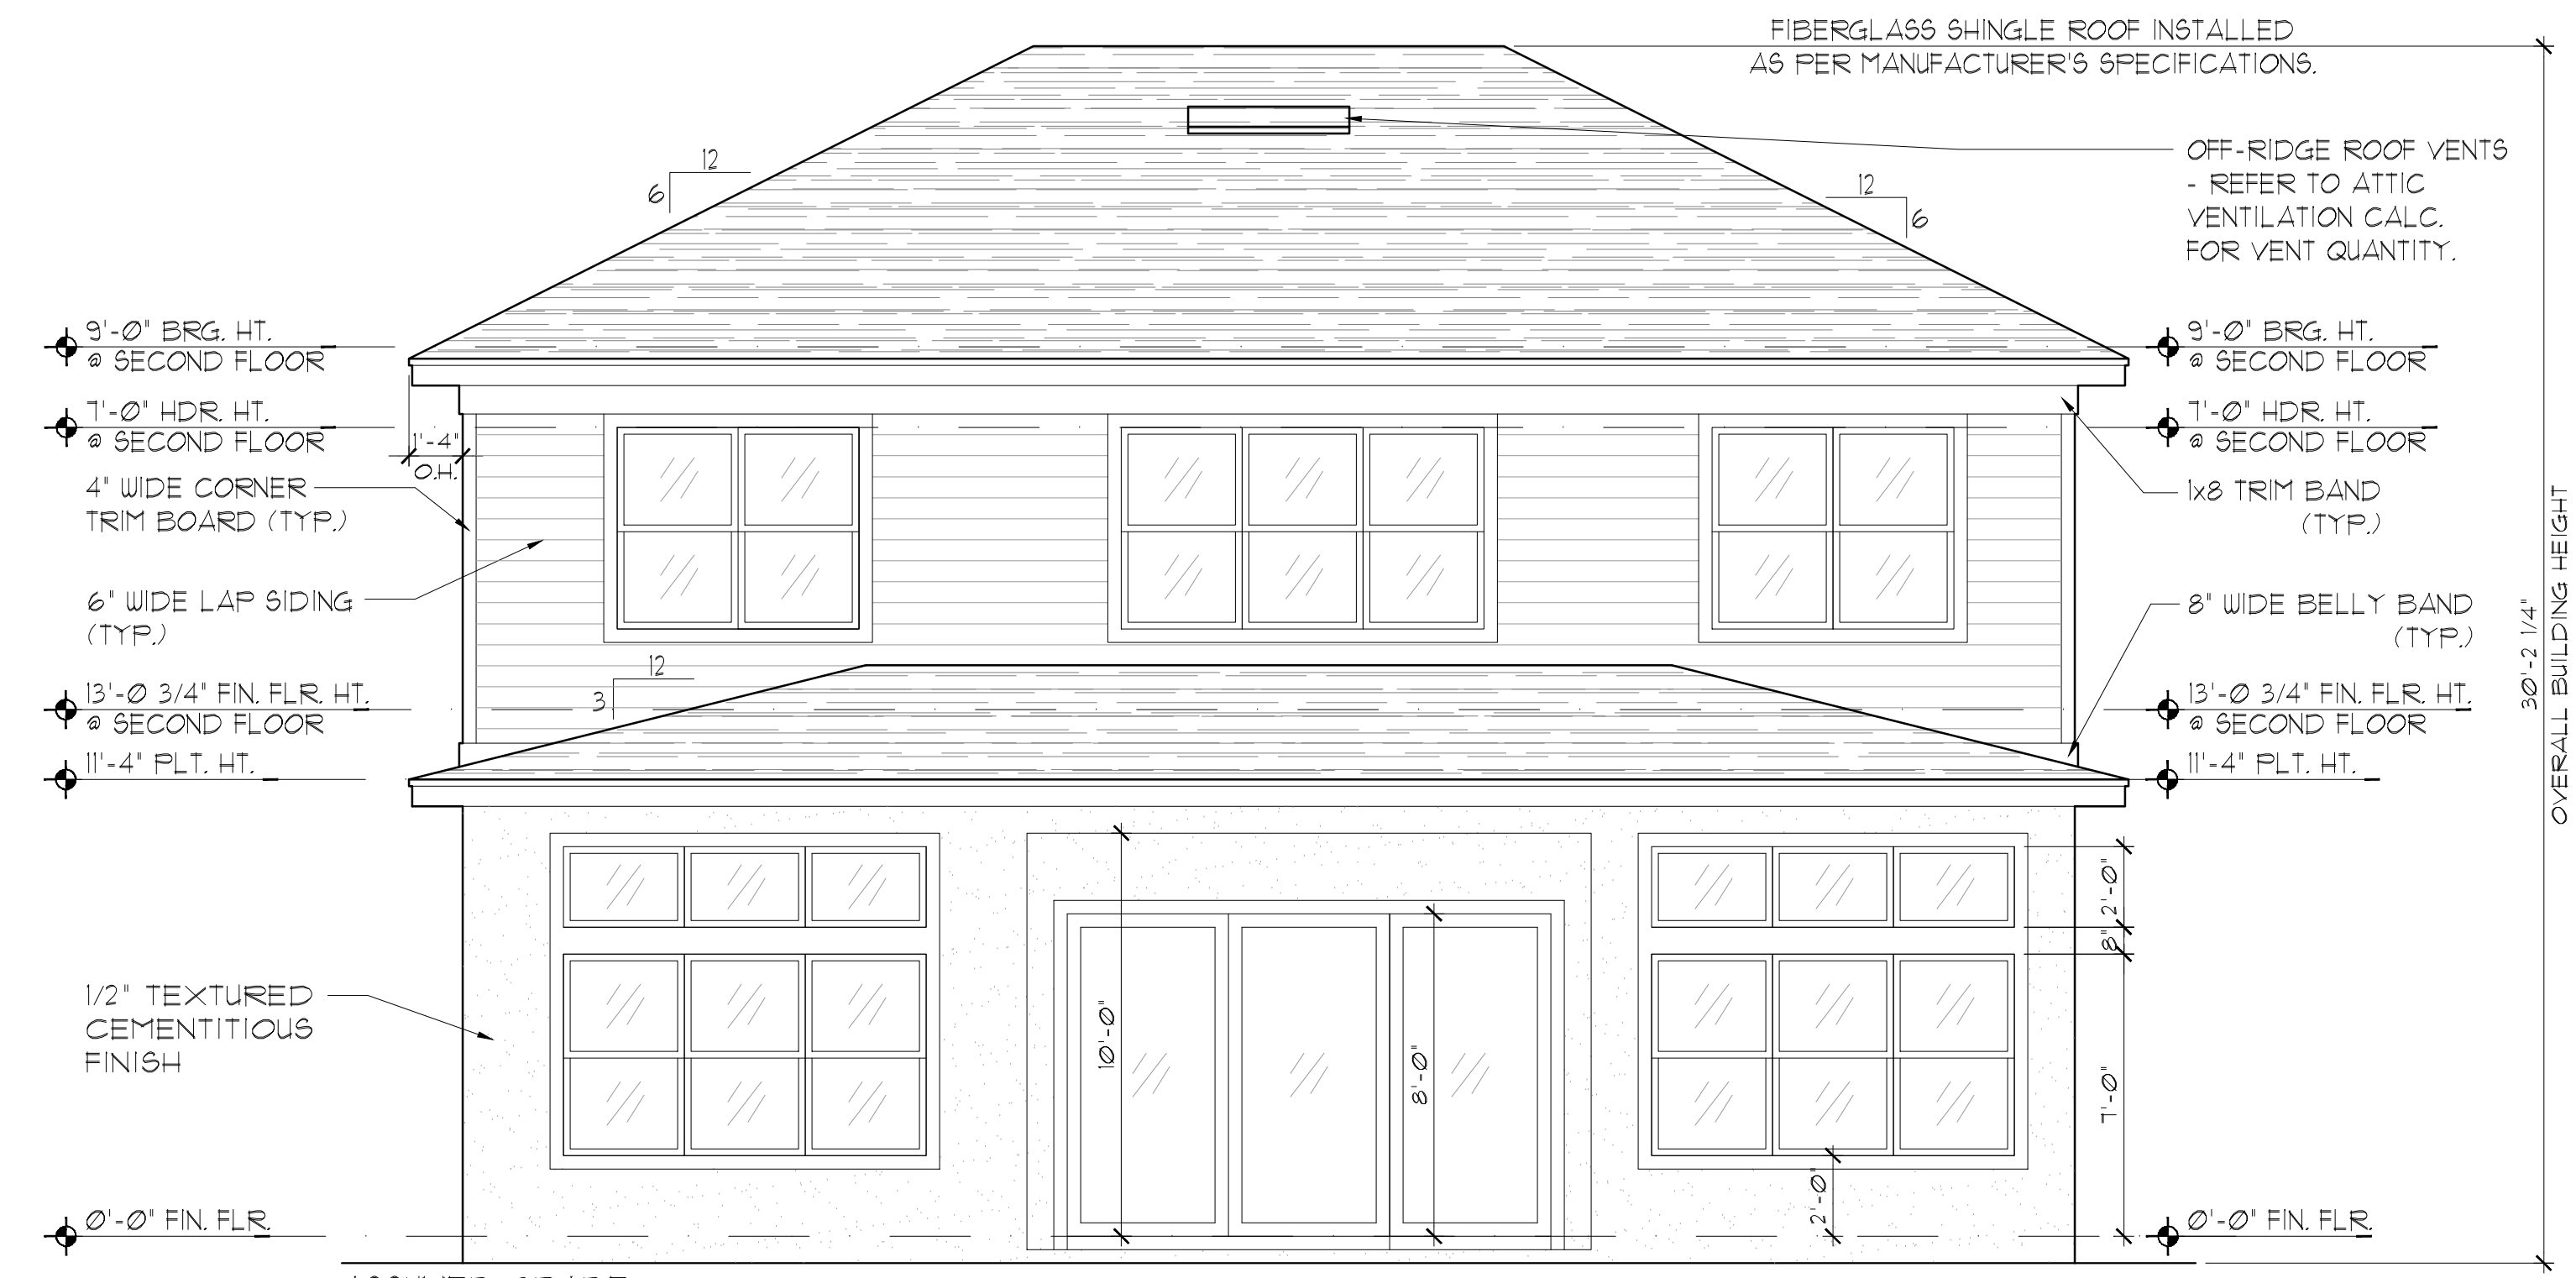 FIBERGLASS SHINGLE ROOF INSTALLED
AS PER MANUFACTURER'S SPECIFICATIONS.
OFF-RIDGE ROOF VENTS
- REFER TO ATTIC
VENTILATION CALC.
FOR VENT QUANTITY.
12
6
12
6
9'-0" BRG. HT.
@ SECOND FLOOR
9'-0" BRG. HT.
@ SECOND FLOOR
7'-0" HDR. HT.
@ SECOND FLOOR
1'-4"
O.H.
7'-0" HDR. HT.
@ SECOND FLOOR
4" WIDE CORNER
TRIM BOARD (TYP.)
1x8 TRIM BAND
(TYP.)
6" WIDE LAP SIDING
(TYP.)
8" WIDE BELLY BAND
(TYP.)
30'-2 1/4"
OVERALL BUILDING HEIGHT
12
3
13'-0 3/4" FIN. FLR. HT.
@ SECOND FLOOR
13'-0 3/4" FIN. FLR. HT.
@ SECOND FLOOR
11'-4" PLT. HT.
11'-4" PLT. HT.
2'-0"
8"
7'-0"
10'-0"
8'-0"
2'-0"
1/2" TEXTURED
CEMENTITIOUS
FINISH
0'-0" FIN. FLR.
0'-0" FIN. FLR.